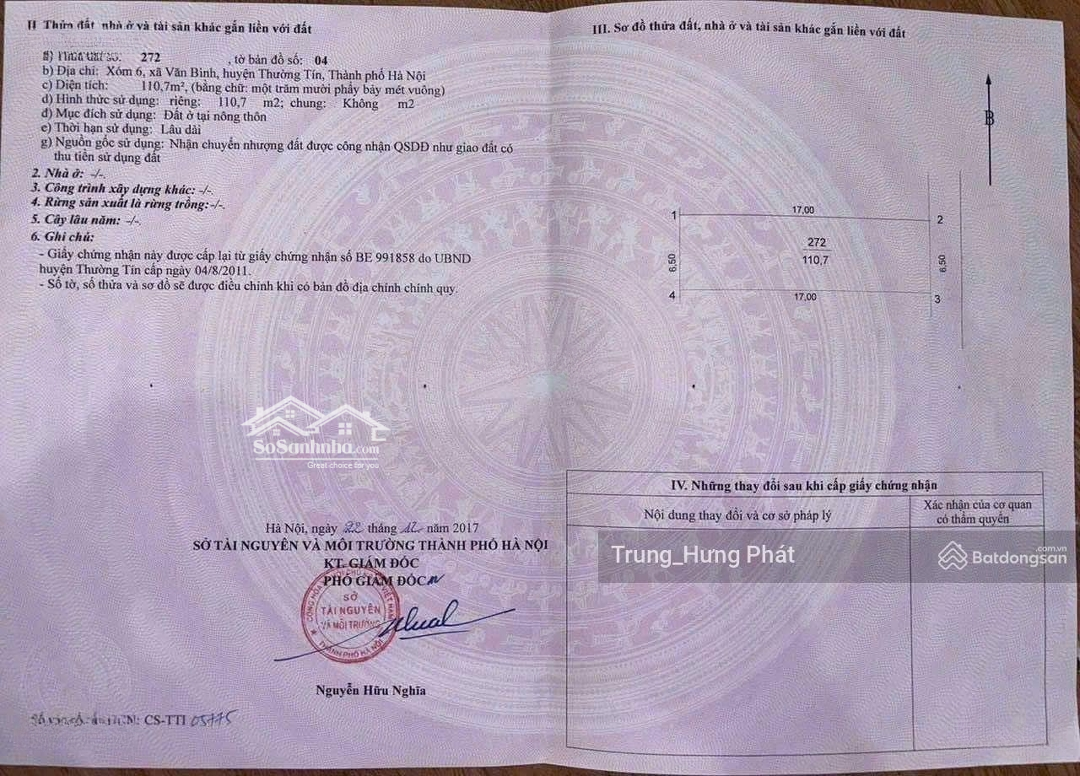 II Thửa đất nhà ở và tài sản khác gắn liền với đất
272 , tờ bản đồ số: 04
b) Địa chỉ: Xóm 6, xã Văn Bình, huyện Thường Tín, Thành phố Hà Nội
c) Diện tích: 110,7m², (bằng chữ: một trăm mười phẩy bảy mét vuông)
d) Hình thức sử dụng: riêng: 110,7 m2; chung: Không m2
đ) Mục đích sử dụng: Đất ở tại nông thôn
e) Thời hạn sử dụng: Lâu dài
g) Nguồn gốc sử dụng: Nhận chuyển nhượng đất được công nhận QSDĐ như giao đất có
thu tiền sử dụng đất
2. Nhà ở: -/-.
3. Công trình xây dựng khác: -/-.
4. Rừng sản xuất là rừng trồng:-/-.
5. Cây lâu năm: -/-.
6. Ghi chú:
- Giấy chứng nhận này được cấp lại từ giấy chứng nhận số BE 991858 do UBND
huyện Thường Tín cấp ngày 04/8/2011.
- Số tờ, số thửa và sơ đồ sẽ được điều chỉnh khi có bản đồ địa chính chính quy.
SoSanhnha.com
Great choice for you
Hà Nội, ngày 22 tháng 12 năm 2017
SỞ TÀI NGUYÊN VÀ MÔI TRƯỜNG THÀNH PHỐ HÀ NỘI
KT. GIÁM ĐỐC
PHÓ GIÁM ĐỐC
SỞ
TÀI NGUYÊN
VÀ MÔI TRƯỜNG
THÀNH PHỐ HÀ NỘI
Nguyễn Hữu Nghĩa
CS-TTI 05775
III. Sơ đồ thửa đất, nhà ở và tài sản khác gắn liền với đất
B
1
17,00
2
6,50
272
110,7
6,50
4
17,00
3
IV. Những thay đổi sau khi cấp giấy chứng nhận
Nội dung thay đổi và cơ sở pháp lý
Xác nhận của cơ quan
có thẩm quyền
Trung_Hưng Phát
Batdongsan.com.vn